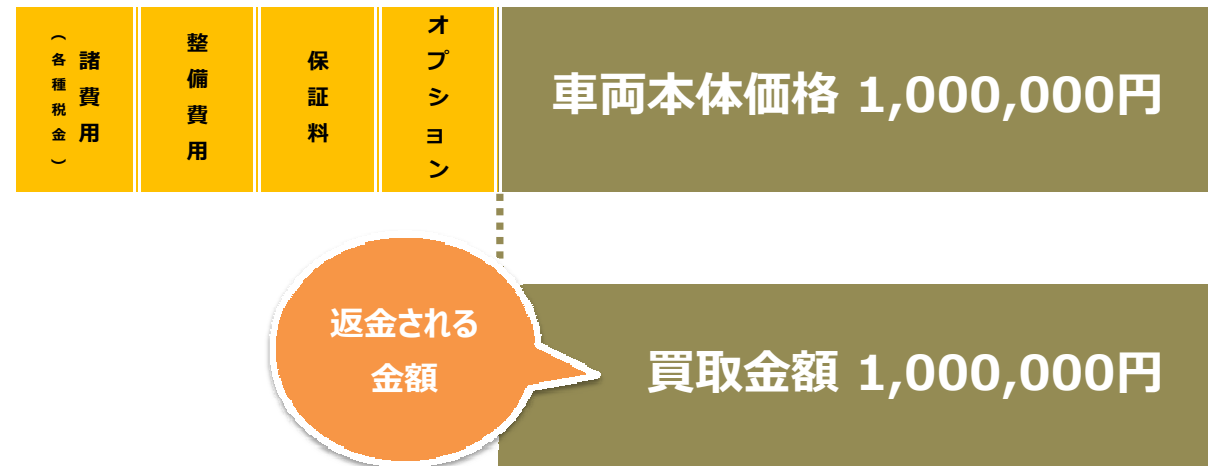 諸費用
（各種税金）
整備費用
保証料
オプション
車両本体価格 1,000,000円
返金される
金額
買取金額 1,000,000円